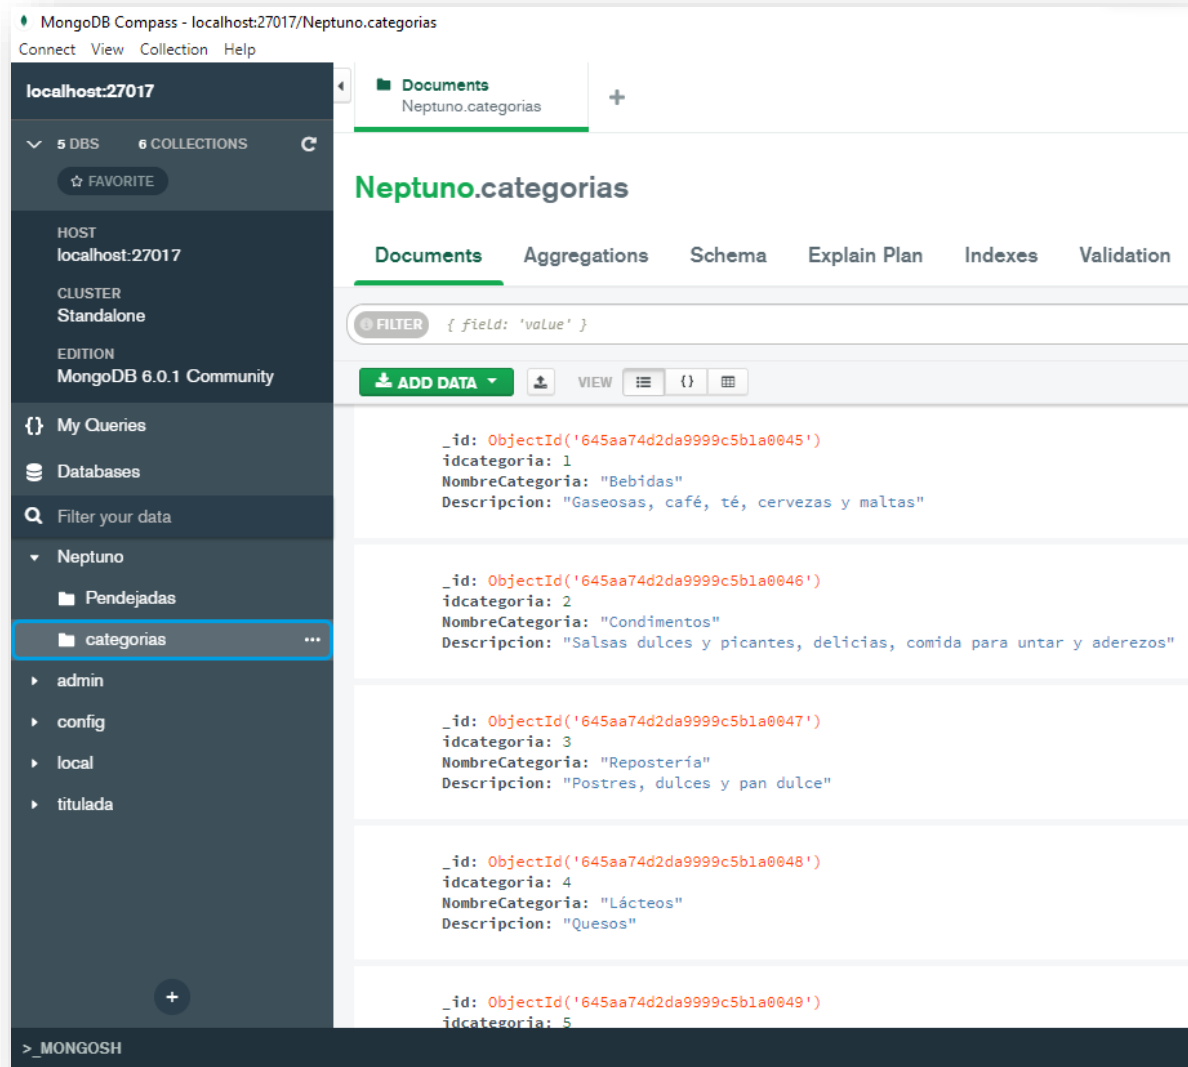 MongoDB Compass - localhost:27017/Neptuno.categorias
Connect View Collection Help
localhost:27017
5 DBS 6 COLLECTIONS
FAVORITE
HOST
localhost:27017
CLUSTER
Standalone
EDITION
MongoDB 6.0.1 Community
{} My Queries
Databases
Filter your data
Neptuno
Pendejadas
categorias ...
admin
config
local
titulada
+
>_MONGOSH
Documents
Neptuno.categorias
+
Neptuno.categorias
Documents Aggregations Schema Explain Plan Indexes Validation
FILTER { field: 'value' }
ADD DATA VIEW {}
_id: ObjectId('645aa74d2da9999c5b1a0045')
idcategoria: 1
NombreCategoria: "Bebidas"
Descripcion: "Gaseosas, café, té, cervezas y maltas"
_id: ObjectId('645aa74d2da9999c5b1a0046')
idcategoria: 2
NombreCategoria: "Condimentos"
Descripcion: "Salsas dulces y picantes, delicias, comida para untar y aderezos"
_id: ObjectId('645aa74d2da9999c5b1a0047')
idcategoria: 3
NombreCategoria: "Repostería"
Descripcion: "Postres, dulces y pan dulce"
_id: ObjectId('645aa74d2da9999c5b1a0048')
idcategoria: 4
NombreCategoria: "Lácteos"
Descripcion: "Quesos"
_id: ObjectId('645aa74d2da9999c5b1a0049')
idcategoria: 5